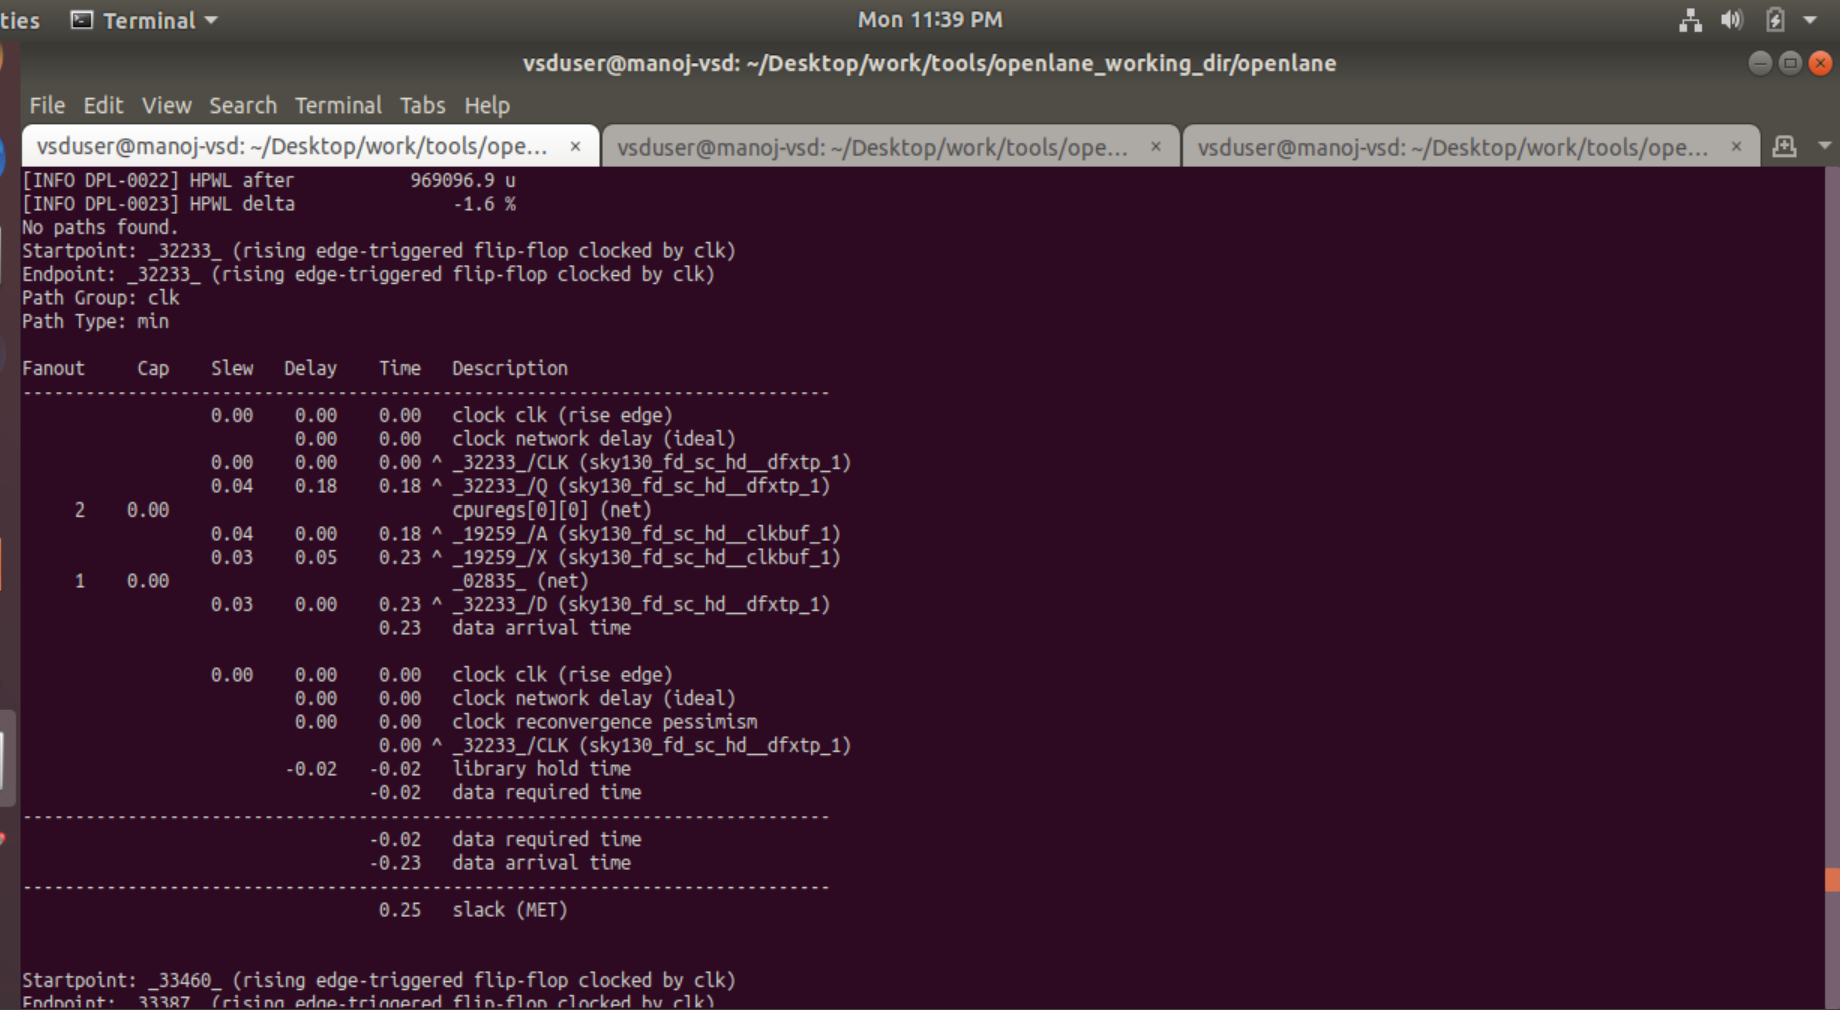 ties Terminal Mon 11:39 PM
vsduser@manoj-vsd: ~/Desktop/work/tools/openlane_working_dir/openlane
File Edit View Search Terminal Tabs Help
vsduser@manoj-vsd: ~/Desktop/work/tools/ope... × vsduser@manoj-vsd: ~/Desktop/work/tools/ope... × vsduser@manoj-vsd: ~/Desktop/work/tools/ope... ×
[INFO DPL-0022] HPWL after           969096.9 u
[INFO DPL-0023] HPWL delta               -1.6 %
No paths found.
Startpoint: _32233_ (rising edge-triggered flip-flop clocked by clk)
Endpoint: _32233_ (rising edge-triggered flip-flop clocked by clk)
Path Group: clk
Path Type: min
Fanout     Cap    Slew   Delay    Time   Description
-----------------------------------------------------------------------------
                  0.00    0.00    0.00   clock clk (rise edge)
                          0.00    0.00   clock network delay (ideal)
                  0.00    0.00    0.00 ^ _32233_/CLK (sky130_fd_sc_hd__dfxtp_1)
                  0.04    0.18    0.18 ^ _32233_/Q (sky130_fd_sc_hd__dfxtp_1)
     2    0.00                           cpuregs[0][0] (net)
                  0.04    0.00    0.18 ^ _19259_/A (sky130_fd_sc_hd__clkbuf_1)
                  0.03    0.05    0.23 ^ _19259_/X (sky130_fd_sc_hd__clkbuf_1)
     1    0.00                           _02835_ (net)
                  0.03    0.00    0.23 ^ _32233_/D (sky130_fd_sc_hd__dfxtp_1)
                                  0.23   data arrival time
                  0.00    0.00    0.00   clock clk (rise edge)
                          0.00    0.00   clock network delay (ideal)
                          0.00    0.00   clock reconvergence pessimism
                                  0.00 ^ _32233_/CLK (sky130_fd_sc_hd__dfxtp_1)
                         -0.02   -0.02   library hold time
                                 -0.02   data required time
-----------------------------------------------------------------------------
                                 -0.02   data required time
                                 -0.23   data arrival time
-----------------------------------------------------------------------------
                                  0.25   slack (MET)
Startpoint: _33460_ (rising edge-triggered flip-flop clocked by clk)
Endpoint: _33387_ (rising edge-triggered flip-flop clocked by clk)